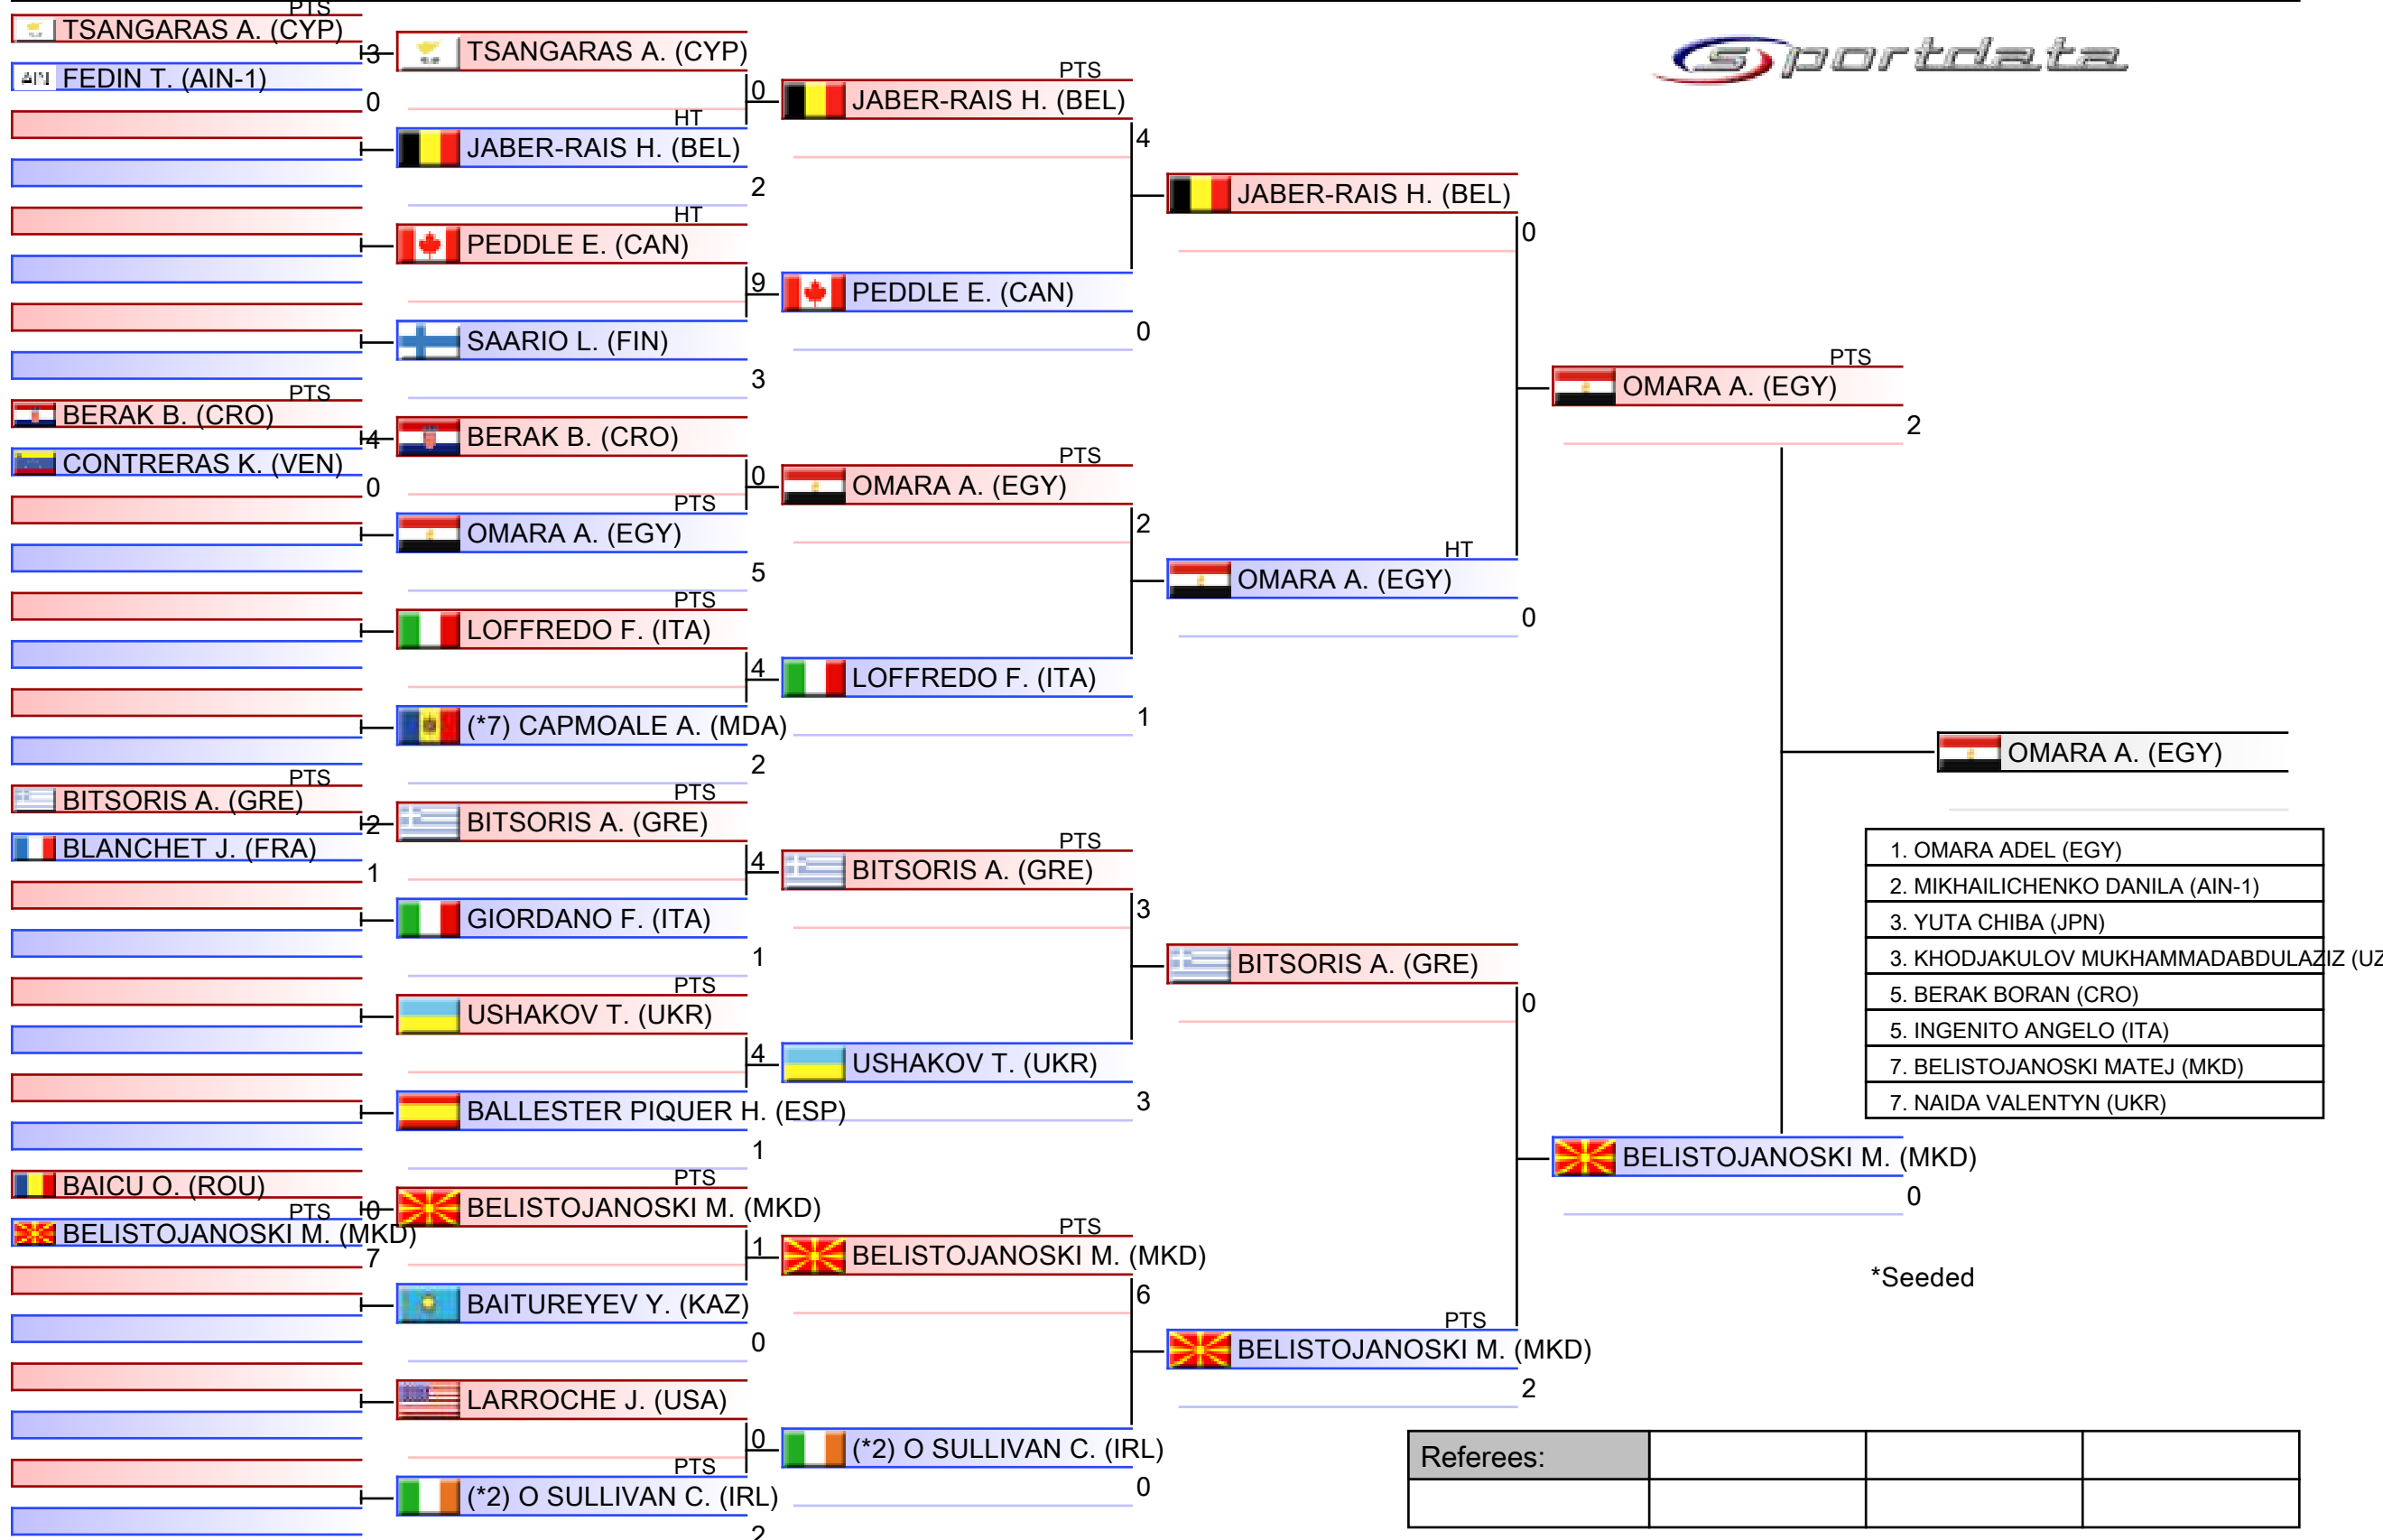 PTS
TSANGARAS A. (CYP)
3
FEDIN T. (AIN-1)
0
BERAK B. (CRO)
PTS
4
CONTRERAS K. (VEN)
0
PTS
BITSORIS A. (GRE)
2
BLANCHET J. (FRA)
1
BAICU O. (ROU)
0
PTS
BELISTOJANOSKI M. (MKD)
7
TSANGARAS A. (CYP)
0
HT
JABER-RAIS H. (BEL)
2
HT
PEDDLE E. (CAN)
9
SAARIO L. (FIN)
3
BERAK B. (CRO)
0
PTS
OMARA A. (EGY)
5
PTS
LOFFREDO F. (ITA)
4
(*7) CAPMOALE A. (MDA)
2
PTS
BITSORIS A. (GRE)
4
GIORDANO F. (ITA)
1
PTS
USHAKOV T. (UKR)
4
BALLESTER PIQUER H. (ESP)
1
PTS
BELISTOJANOSKI M. (MKD)
1
BAITUREYEV Y. (KAZ)
0
LARROCHE J. (USA)
0
PTS
(*2) O SULLIVAN C. (IRL)
2
PTS
JABER-RAIS H. (BEL)
4
PEDDLE E. (CAN)
0
PTS
OMARA A. (EGY)
2
LOFFREDO F. (ITA)
1
PTS
BITSORIS A. (GRE)
3
USHAKOV T. (UKR)
3
PTS
BELISTOJANOSKI M. (MKD)
6
(*2) O SULLIVAN C. (IRL)
0
JABER-RAIS H. (BEL)
0
HT
OMARA A. (EGY)
0
BITSORIS A. (GRE)
0
PTS
BELISTOJANOSKI M. (MKD)
2
sportdata
PTS
OMARA A. (EGY)
2
BELISTOJANOSKI M. (MKD)
0
OMARA A. (EGY)
1. OMARA ADEL (EGY)
2. MIKHAILICHENKO DANILA (AIN-1)
3. YUTA CHIBA (JPN)
3. KHODJAKULOV MUKHAMMADABDULAZIZ (UZ
5. BERAK BORAN (CRO)
5. INGENITO ANGELO (ITA)
7. BELISTOJANOSKI MATEJ (MKD)
7. NAIDA VALENTYN (UKR)
*Seeded
Referees: